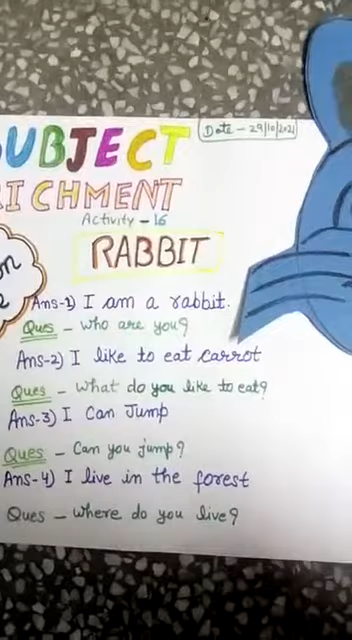 SUBJECT
Date - 29/10/2021
RICHMENT
Activity - 16
RABBIT
Ans-1) I am a rabbit.
Ques - who are you?
Ans-2) I like to eat carrot
Ques - What do you like to eat?
Ans-3) I can Jump
Ques - Can you jump?
Ans-4) I live in the forest
Ques - where do you live?